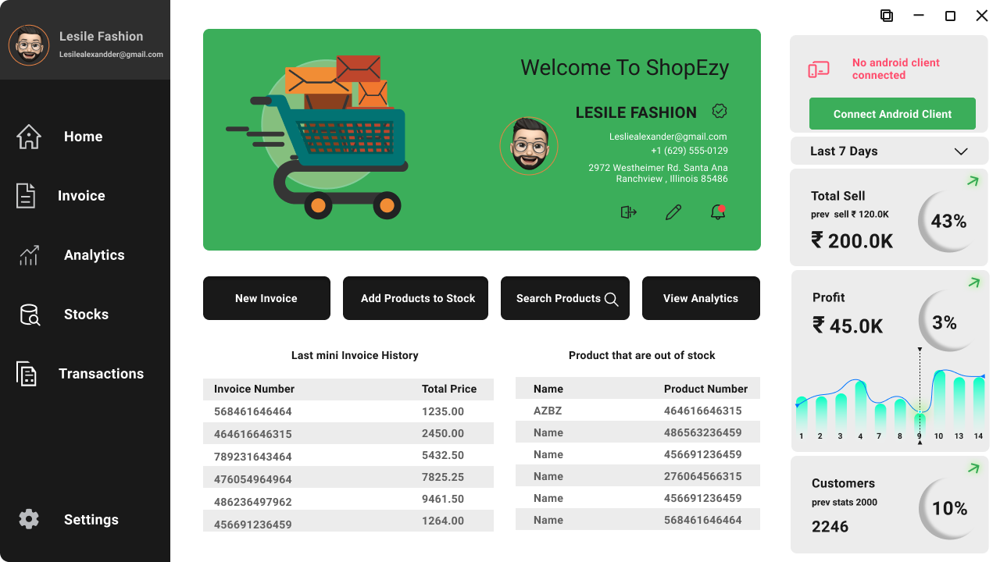 Lesile Fashion
Lesilealexandder@gmail.com
Home
Invoice
Analytics
Stocks
Transactions
Settings
Welcome To ShopEzy
LESILE FASHION
Lesliealexander@gmail.com
+1 (629) 555-0129
2972 Westheimer Rd. Santa Ana
Ranchview , Illinois 85486
New Invoice
Add Products to Stock
Search Products
View Analytics
Last mini Invoice History
Invoice Number Total Price
568461646464 1235.00
464616646315 2450.00
789231643464 5432.50
476054964964 7825.25
486236497962 9461.50
456691236459 1264.00
Product that are out of stock
Name Product Number
AZBZ 464616646315
Name 486563236459
Name 456691236459
Name 276064566315
Name 456691236459
Name 568461646464
No android client
connected
Connect Android Client
Last 7 Days
Total Sell
prev sell ₹ 120.0K
₹ 200.0K
43%
Profit
₹ 45.0K
3%
1 2 3 4 7 8 9 10 13 14
Customers
prev stats 2000
2246
10%